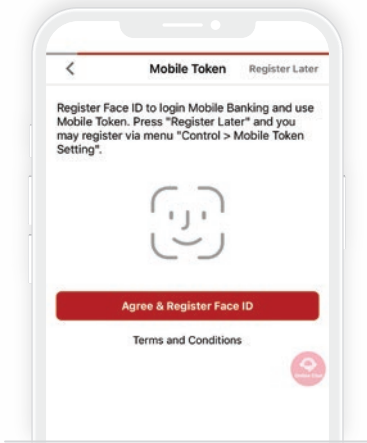 Mobile Token
Register Later
Register Face ID to login Mobile Banking and use
Mobile Token. Press "Register Later" and you
may register via menu "Control > Mobile Token
Setting".
Agree & Register Face ID
Terms and Conditions